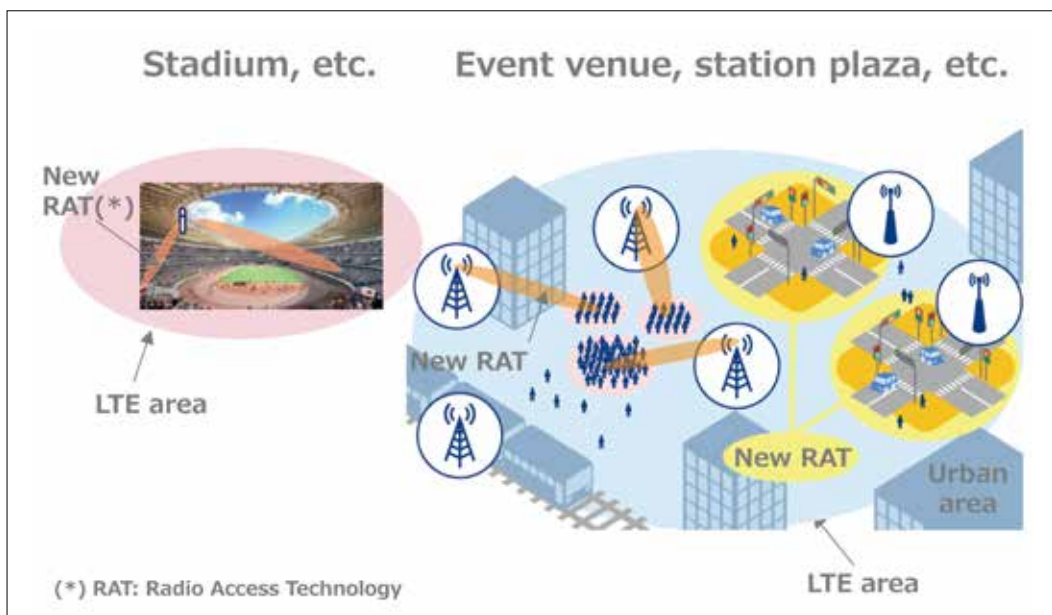 Stadium, etc.
Event venue, station plaza, etc.
New
RAT(*)
LTE area
New RAT
New RAT
Urban
area
LTE area
(*) RAT: Radio Access Technology